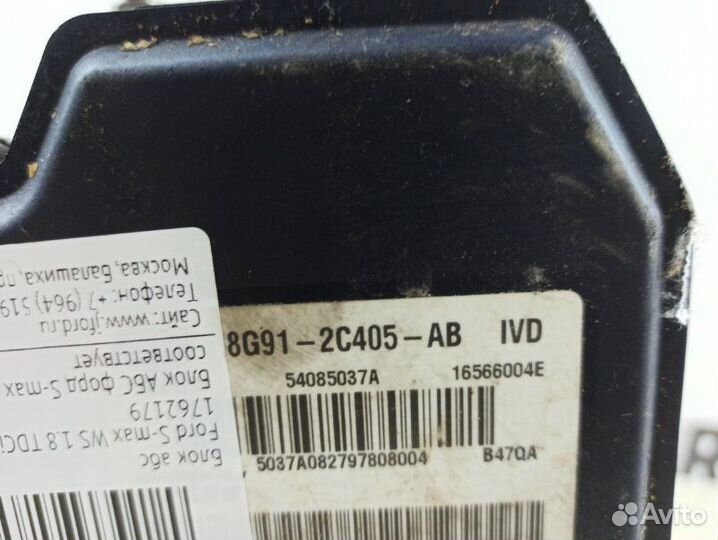 8G91-2C405-AB IVD
54085037A 16566004E
5037A082797808004 B47QA
Блок абс
Ford S-max WS 1.8 TDCi
1762179
Блок АБС форд S-max
соответствует
Сайт: www.jford.ru
Телефон: +7 (964) 519
Москва, Балашиха,
Avito